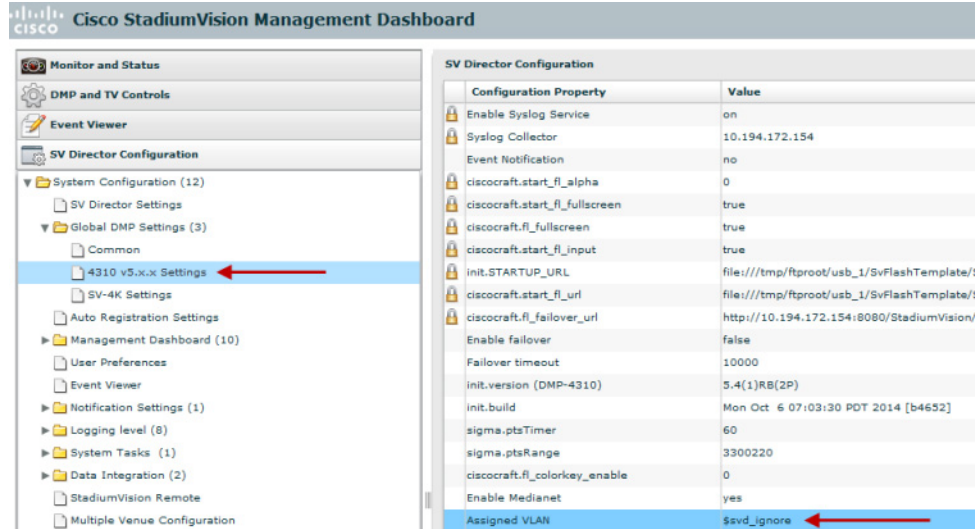 CISCO
Cisco StadiumVision Management Dashboard
Monitor and Status
DMP and TV Controls
Event Viewer
SV Director Configuration
System Configuration (12)
SV Director Settings
Global DMP Settings (3)
Common
4310 v5.x.x Settings
SV-4K Settings
Auto Registration Settings
Management Dashboard (10)
User Preferences
Event Viewer
Notification Settings (1)
Logging level (8)
System Tasks (1)
Data Integration (2)
StadiumVision Remote
Multiple Venue Configuration
SV Director Configuration
Configuration Property Value
Enable Syslog Service on
Syslog Collector 10.194.172.154
Event Notification no
ciscocraft.start_fl_alpha 0
ciscocraft.start_fl_fullscreen true
ciscocraft.fl_fullscreen true
ciscocraft.start_fl_input true
init.STARTUP_URL file:///tmp/ftproot/usb_1/SvFlashTemplate/
ciscocraft.start_fl_url file:///tmp/ftproot/usb_1/SvFlashTemplate/
ciscocraft.fl_failover_url http://10.194.172.154:8080/StadiumVision/
Enable failover false
Failover timeout 10000
init.version (DMP-4310) 5.4(1)RB(2P)
init.build Mon Oct 6 07:03:30 PDT 2014 [b4652]
sigma.ptsTimer 60
sigma.ptsRange 3300220
ciscocraft.fl_colorkey_enable 0
Enable Medianet yes
Assigned VLAN $svd_ignore